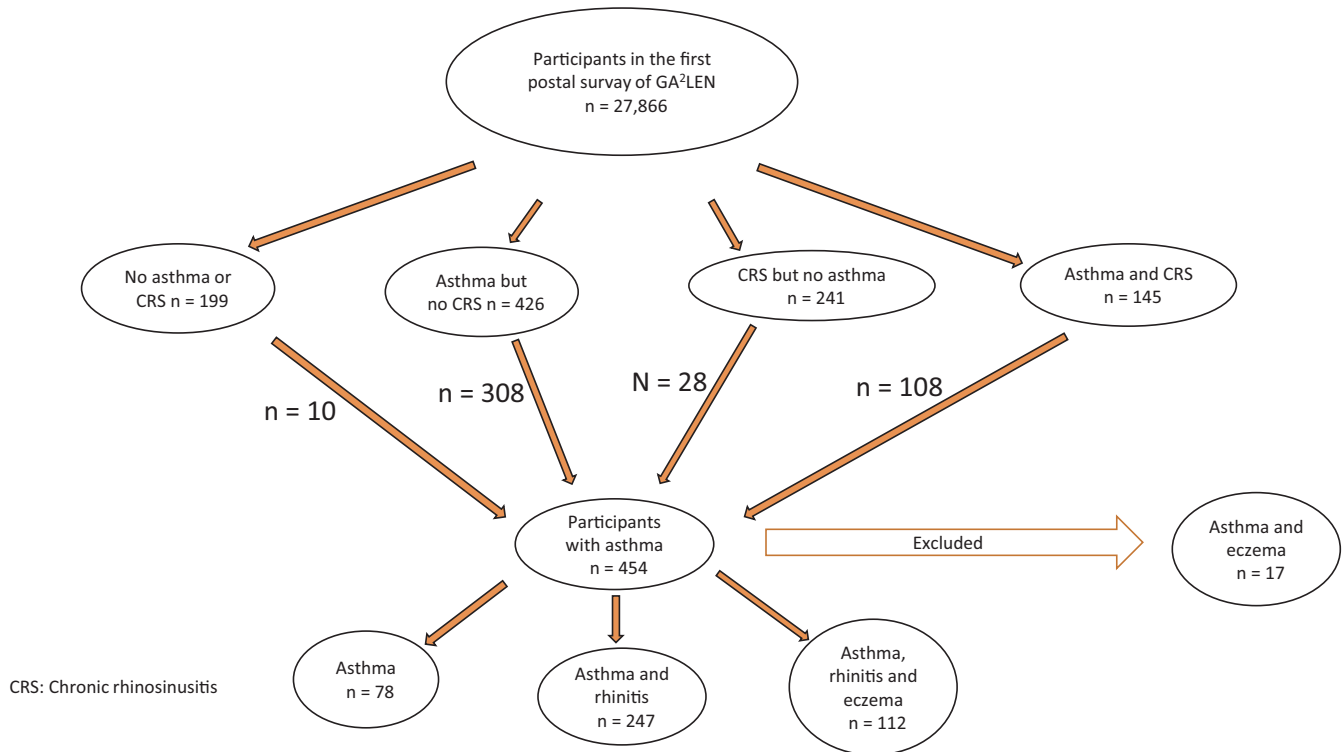 Participants in the first
postal survay of GA²LEN
n = 27,866
No asthma or
CRS n = 199
Asthma but
no CRS n = 426
CRS but no asthma
n = 241
Asthma and CRS
n = 145
n = 10
n = 308
N = 28
n = 108
Participants
with asthma
n = 454
Excluded
Asthma and
eczema
n = 17
Asthma
n = 78
Asthma and
rhinitis
n = 247
Asthma,
rhinitis and
eczema
n = 112
CRS: Chronic rhinosinusitis